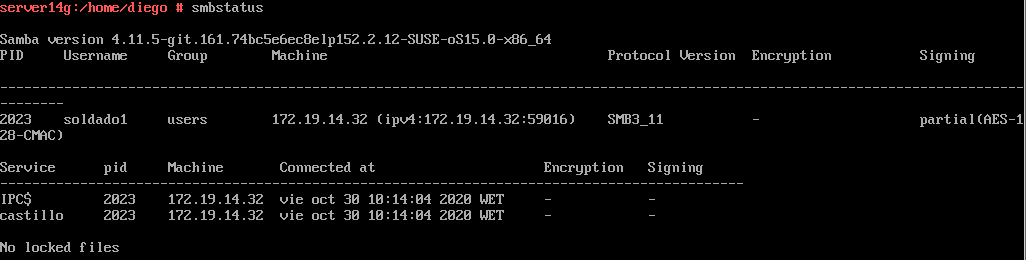 server14g:/home/diego # smbstatus
Samba version 4.11.5-git.161.74bc5e6ec8elp152.2.12-SUSE-oS15.0-x86_64
PID     Username     Group        Machine                                   Protocol Version  Encryption           Signing
--------------------------------------------------------------------------------------------------------------------------------
--------
2023    soldado1     users        172.19.14.32 (ipv4:172.19.14.32:59016)    SMB3_11           -                    partial(AES-1
28-CMAC)
Service      pid     Machine       Connected at                     Encryption   Signing
---------------------------------------------------------------------------------------------
IPC$         2023    172.19.14.32  vie oct 30 10:14:04 2020 WET     -            -
castillo     2023    172.19.14.32  vie oct 30 10:14:04 2020 WET     -            -
No locked files